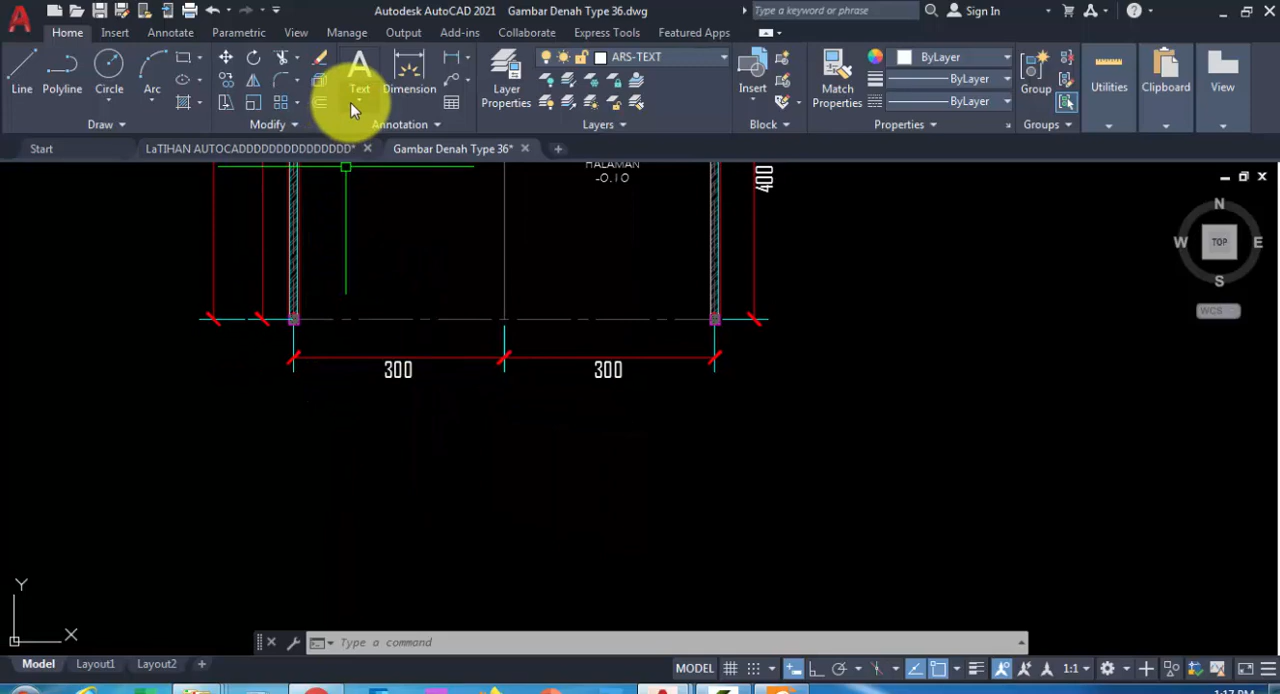 Autodesk AutoCAD 2021 Gambar Denah Type 36.dwg
Type a keyword or phrase
Sign In
Home Insert Annotate Parametric View Manage Output Add-ins Collaborate Express Tools Featured Apps
Line
Polyline
Circle
Arc
Text
Dimension
Layer
Properties
ARS-TEXT
Insert
Match
Properties
ByLayer
ByLayer
ByLayer
Group
Utilities
Clipboard
View
Draw
Modify
Annotation
Layers
Block
Properties
Groups
Start
LaTIHAN AUTOCADDDDDDDDDDDDDDD*
Gambar Denah Type 36*
HALAMAN
-0.10
400
N
W TOP E
S
WCS
300 300
Y
X
Type a command
Model Layout1 Layout2
MODEL
1:1
1:17 PM